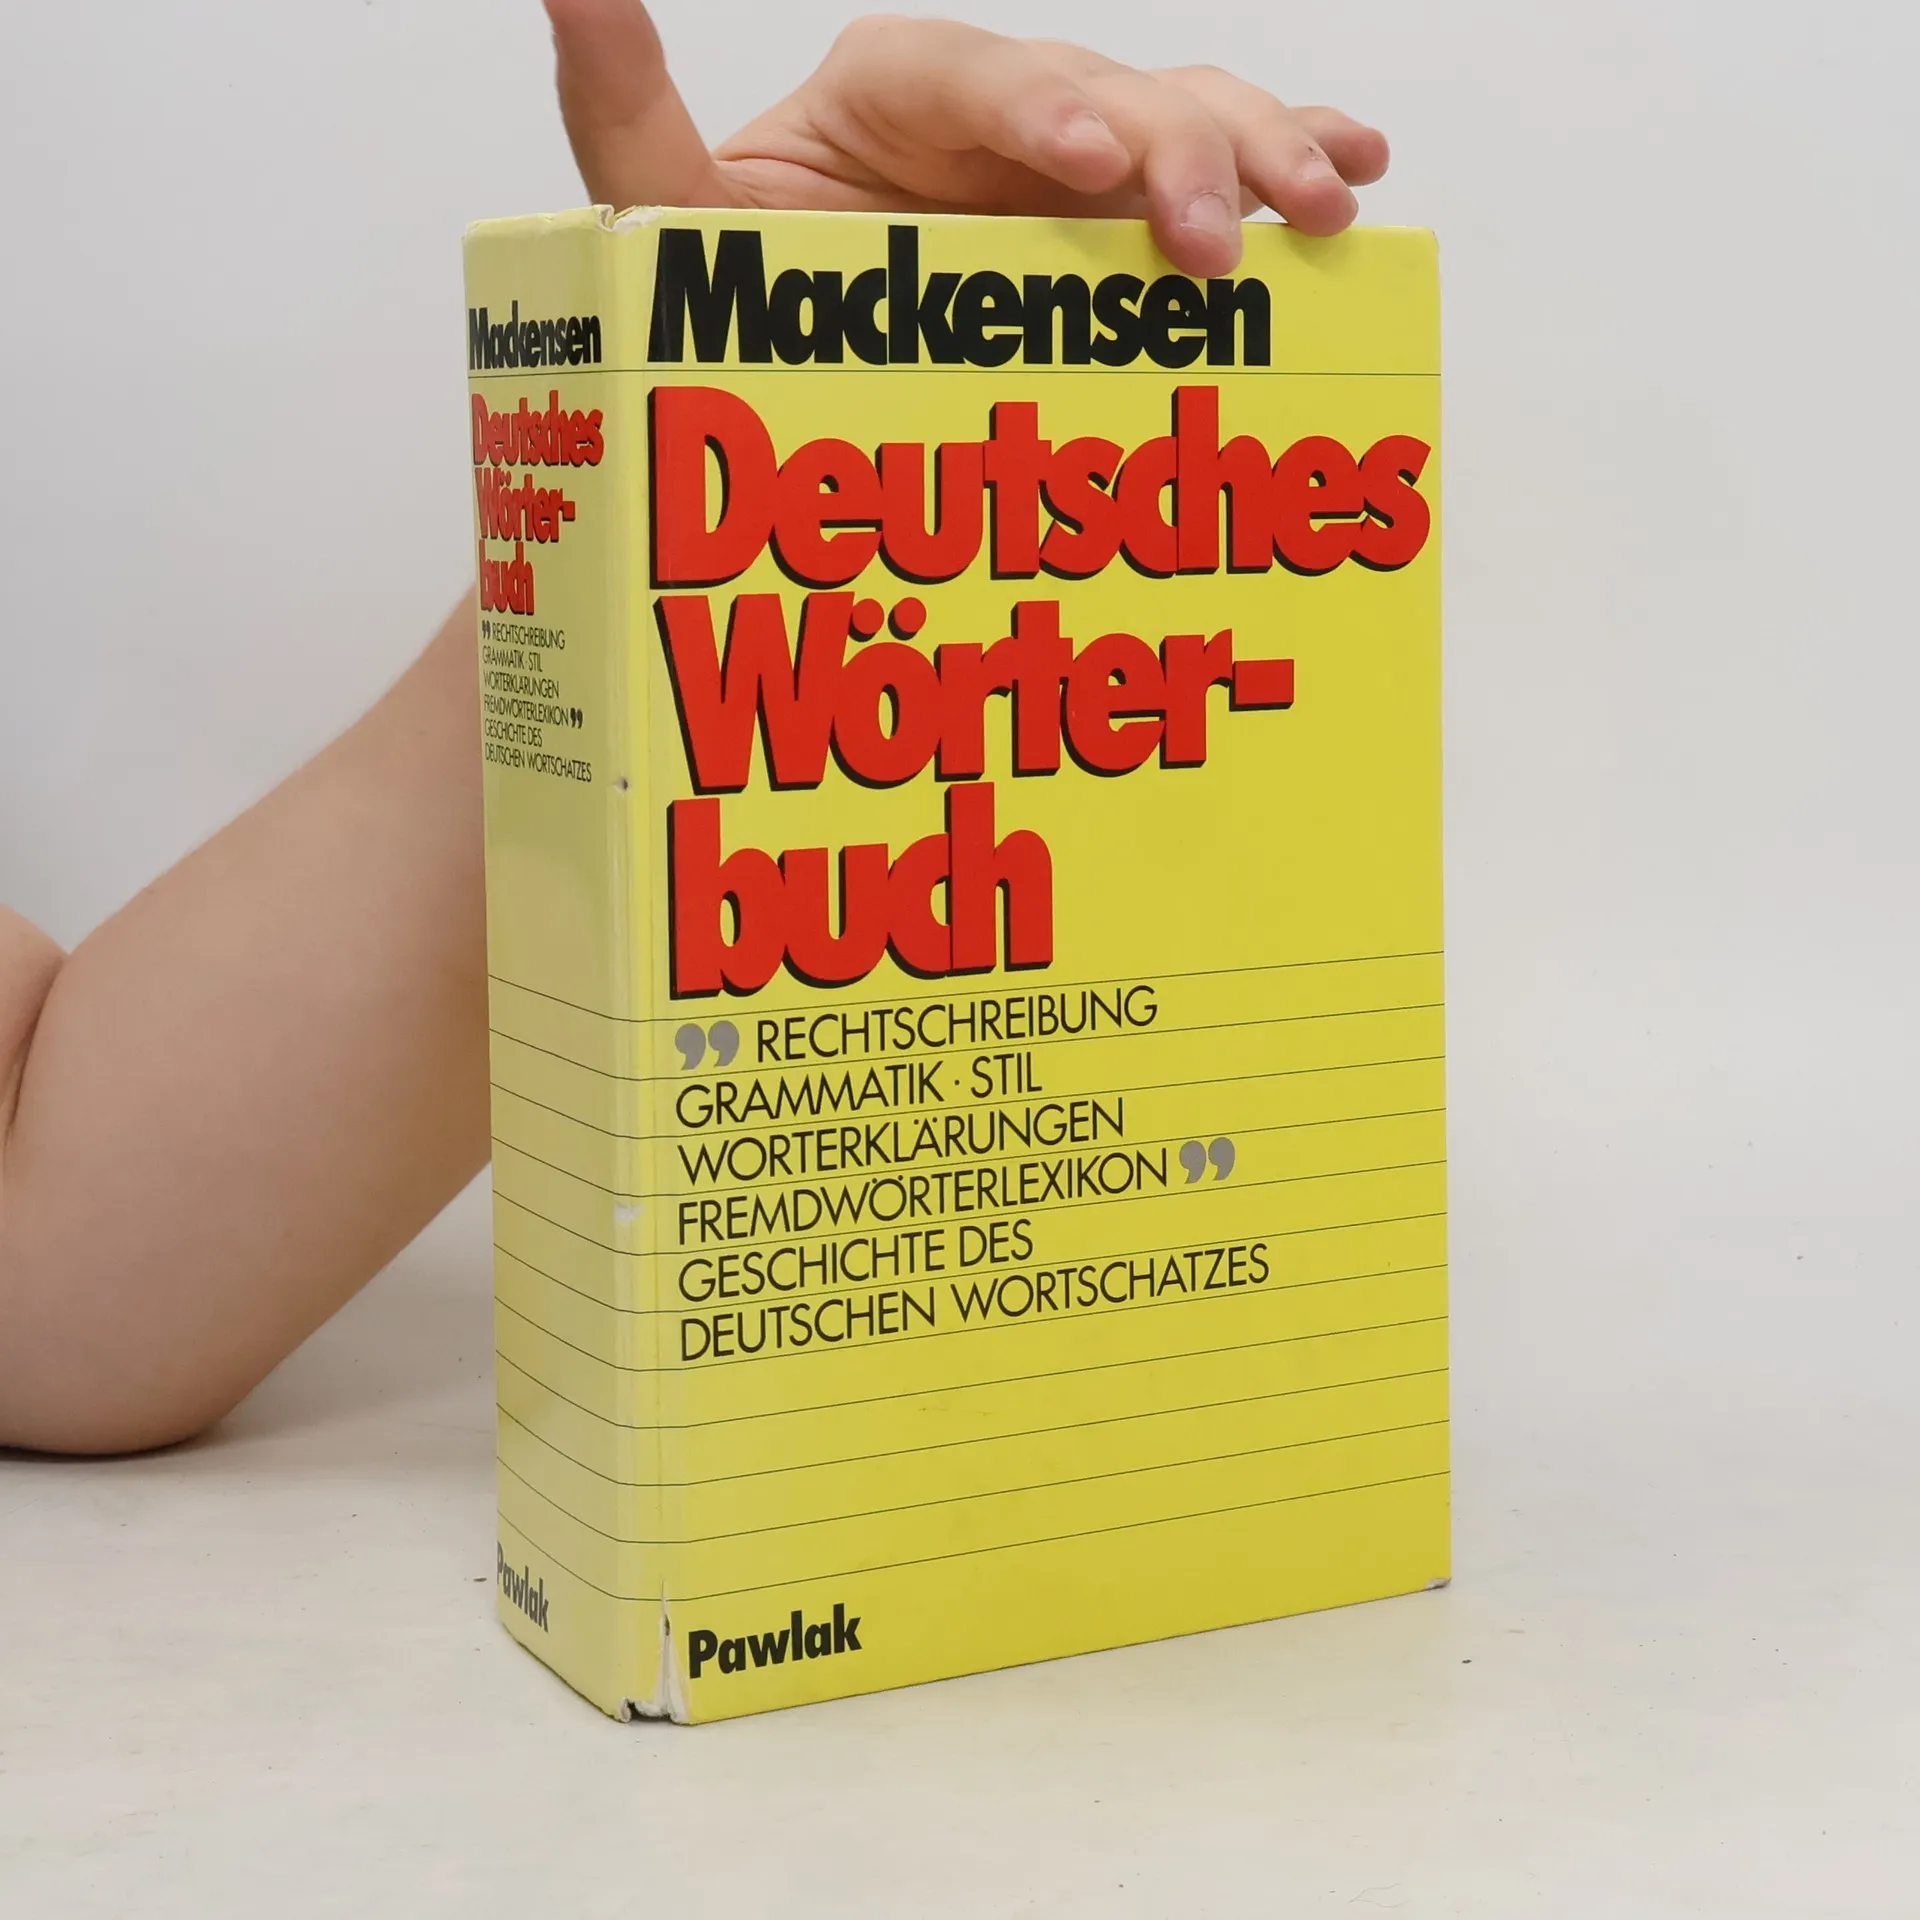 Mackensen
Deutsches
Wörter-
buch
” RECHTSCHREIBUNG
GRAMMATIK · STIL
WORTERKLÄRUNGEN
FREMDWÖRTERLEXIKON ”
GESCHICHTE DES
DEUTSCHEN WORTSCHATZES
Pawlak
Mackensen
Deutsches
Wörter-
buch
” RECHTSCHREIBUNG
GRAMMATIK · STIL
WORTERKLÄRUNGEN
FREMDWÖRTERLEXIKON ”
GESCHICHTE DES
DEUTSCHEN WORTSCHATZES
Pawlak